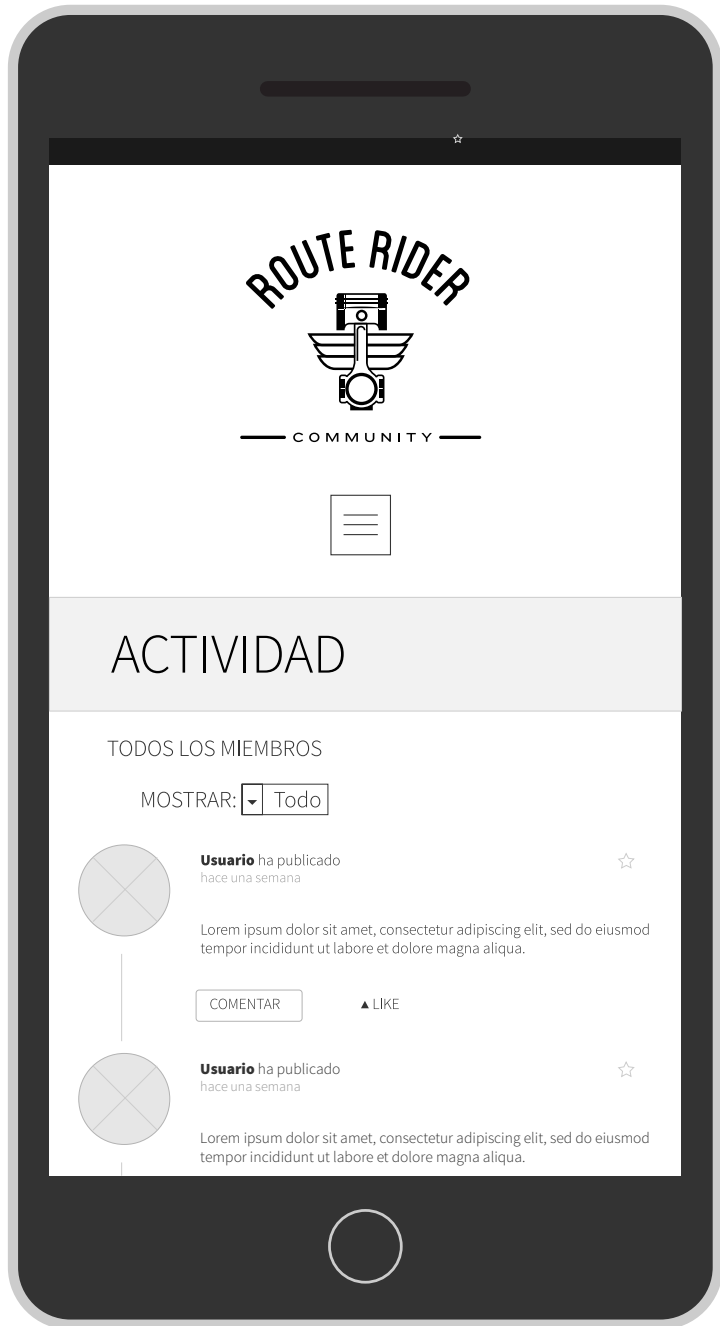 ROUTE RIDER
COMMUNITY
ACTIVIDAD
TODOS LOS MIEMBROS
MOSTRAR: Todo
Usuario ha publicado
hace una semana
Lorem ipsum dolor sit amet, consectetur adipiscing elit, sed do eiusmod
tempor incididunt ut labore et dolore magna aliqua.
COMENTAR ▲ LIKE
Usuario ha publicado
hace una semana
Lorem ipsum dolor sit amet, consectetur adipiscing elit, sed do eiusmod
tempor incididunt ut labore et dolore magna aliqua.